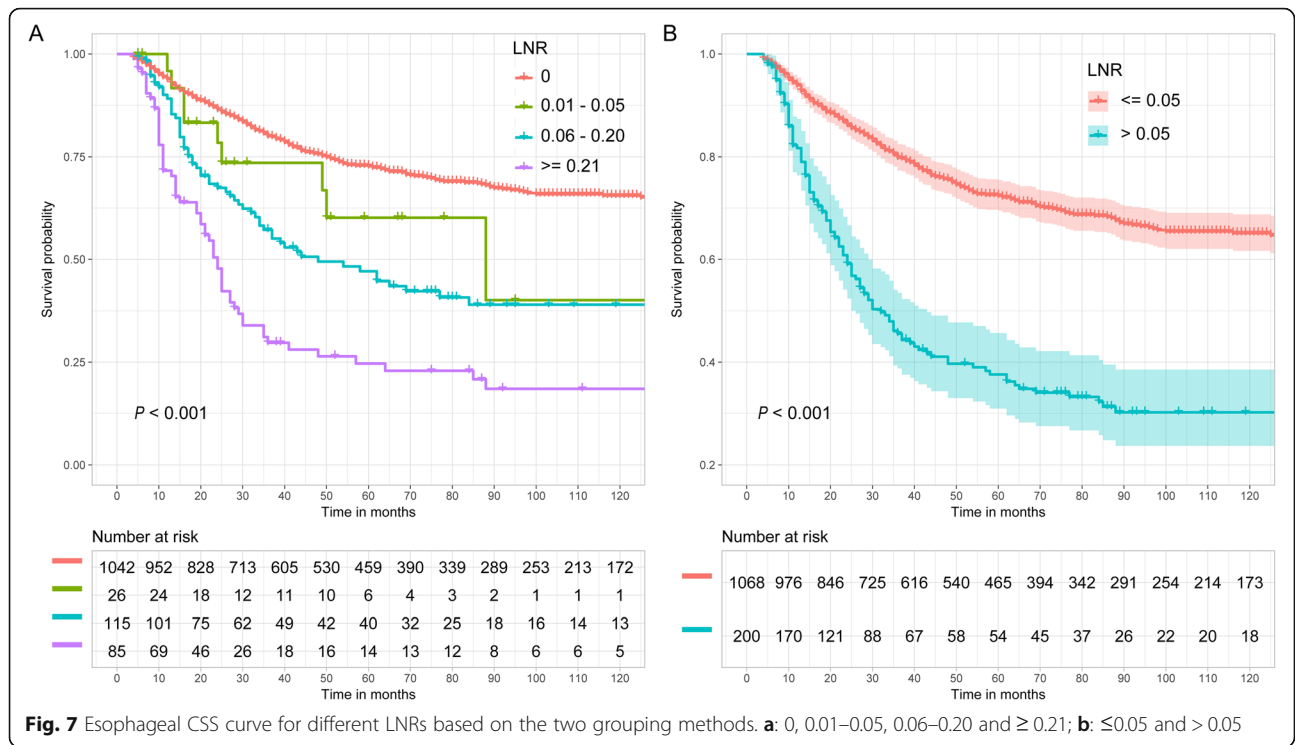 A
LNR
0
0.01 - 0.05
0.06 - 0.20
>= 0.21
1.00
0.75
0.50
0.25
0.00
Survival probability
P < 0.001
0 10 20 30 40 50 60 70 80 90 100 110 120
Time in months
Number at risk
1042 952 828 713 605 530 459 390 339 289 253 213 172
26 24 18 12 11 10 6 4 3 2 1 1 1
115 101 75 62 49 42 40 32 25 18 16 14 13
85 69 46 26 18 16 14 13 12 8 6 6 5
0 10 20 30 40 50 60 70 80 90 100 110 120
Time in months
B
LNR
<= 0.05
> 0.05
1.00
0.8
0.6
0.4
0.2
Survival probability
P < 0.001
0 10 20 30 40 50 60 70 80 90 100 110 120
Time in months
Number at risk
1068 976 846 725 616 540 465 394 342 291 254 214 173
200 170 121 88 67 58 54 45 37 26 22 20 18
0 10 20 30 40 50 60 70 80 90 100 110 120
Time in months
Fig. 7 Esophageal CSS curve for different LNRs based on the two grouping methods. a: 0, 0.01–0.05, 0.06–0.20 and ≥ 0.21; b: ≤0.05 and > 0.05